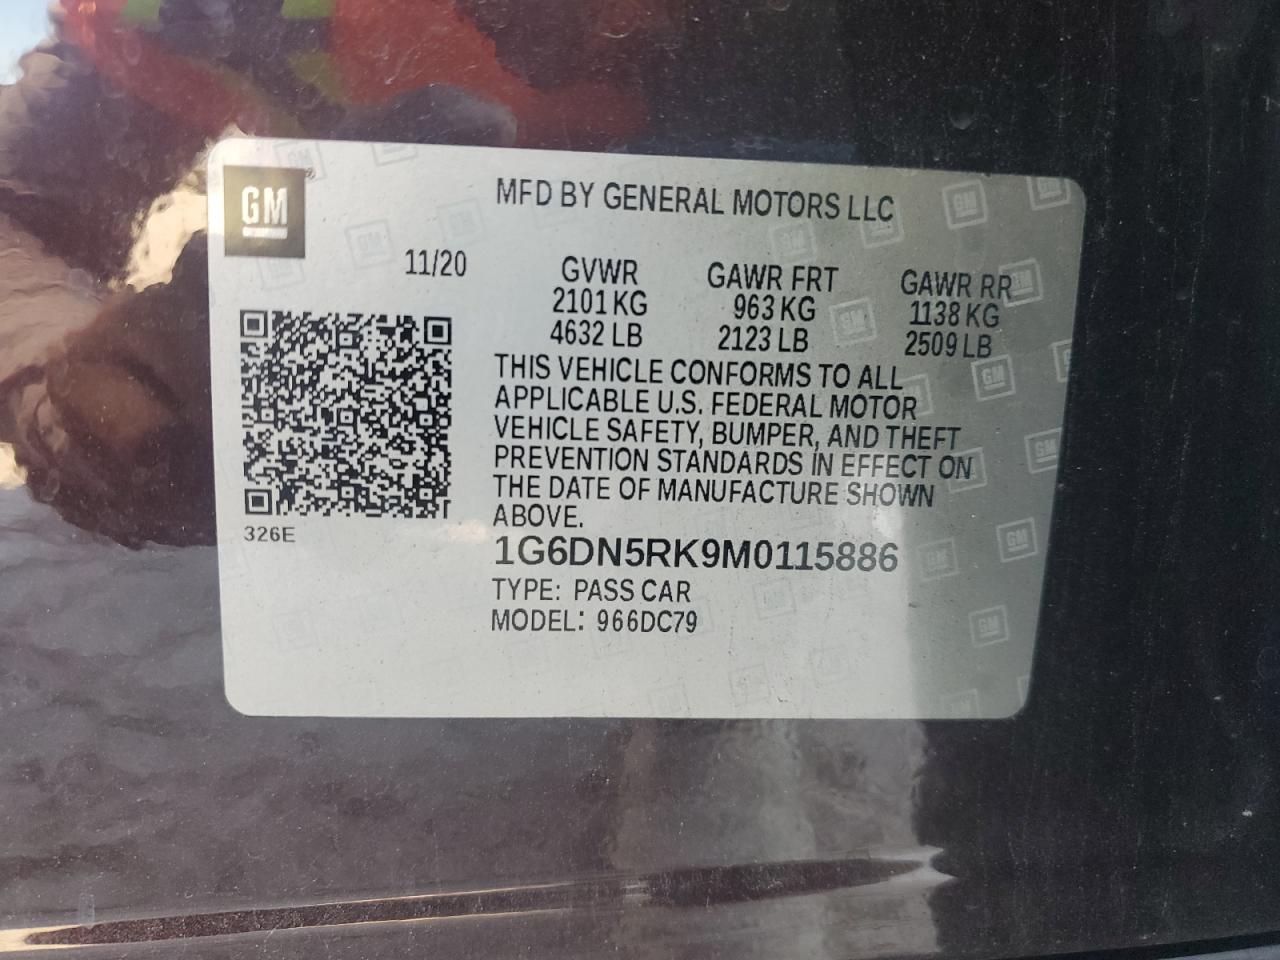 GM
MFD BY GENERAL MOTORS LLC
11/20
GVWR GAWR FRT GAWR RR
2101 KG 963 KG 1138 KG
4632 LB 2123 LB 2509 LB
THIS VEHICLE CONFORMS TO ALL
APPLICABLE U.S. FEDERAL MOTOR
VEHICLE SAFETY, BUMPER, AND THEFT
PREVENTION STANDARDS IN EFFECT ON
THE DATE OF MANUFACTURE SHOWN
ABOVE.
326E
1G6DN5RK9M0115886
TYPE: PASS CAR
MODEL: 966DC79